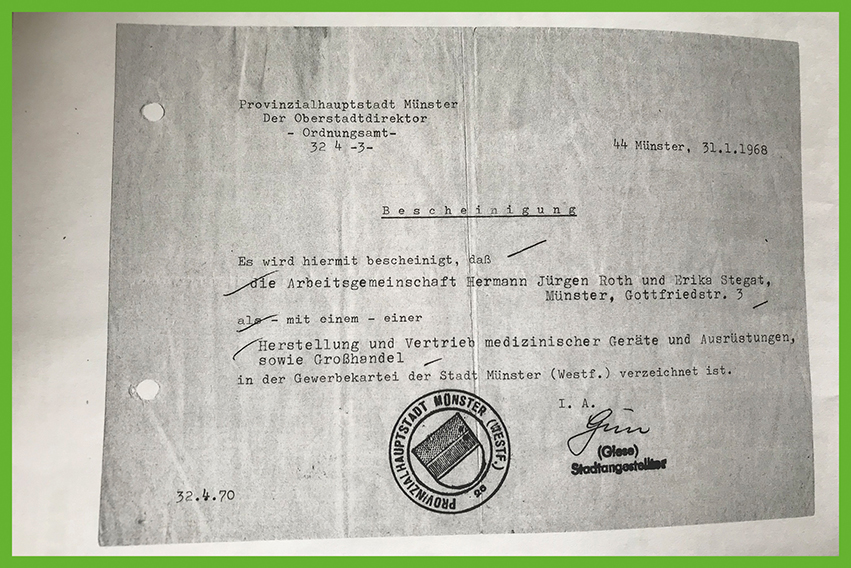 Provinzialhauptstadt Münster
Der Oberstadtdirektor
- Ordnungsamt-
32 4 -3-
44 Münster, 31.1.1968
Bescheinigung
Es wird hiermit bescheinigt, daß
die Arbeitsgemeinschaft Hermann Jürgen Roth und Erika Stegat,
Münster, Gottfriedstr. 3
als - mit einem - einer
Herstellung und Vertrieb medizinischer Geräte und Ausrüstungen,
sowie Großhandel
in der Gewerbekartei der Stadt Münster (Westf.) verzeichnet ist.
I. A.
(Giese)
Stadtangestellter
PROVINZIALHAUPTSTADT MÜNSTER (WESTF.)
32.4.70